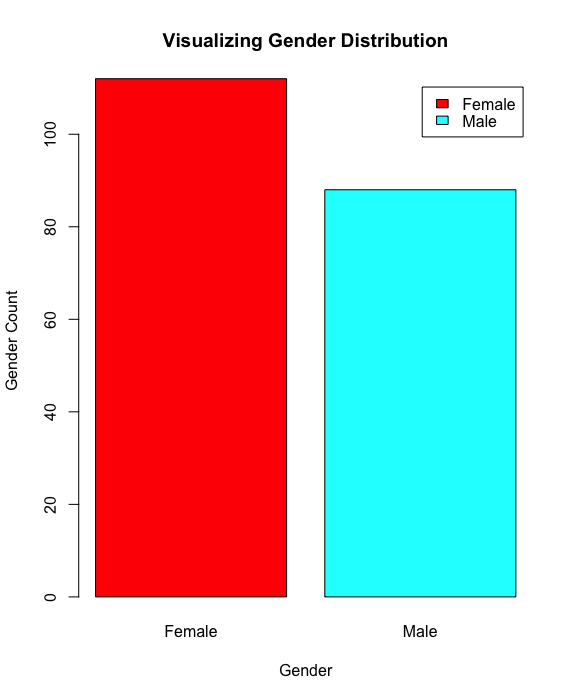 Visualizing Gender Distribution
Female
Male
Gender Count
100
80
60
40
20
0
Female
Male
Gender